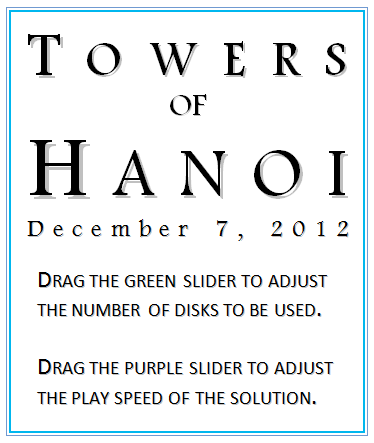 TOWERS
OF
HANOI
December 7, 2012
DRAG THE GREEN SLIDER TO ADJUST
THE NUMBER OF DISKS TO BE USED.
DRAG THE PURPLE SLIDER TO ADJUST
THE PLAY SPEED OF THE SOLUTION.